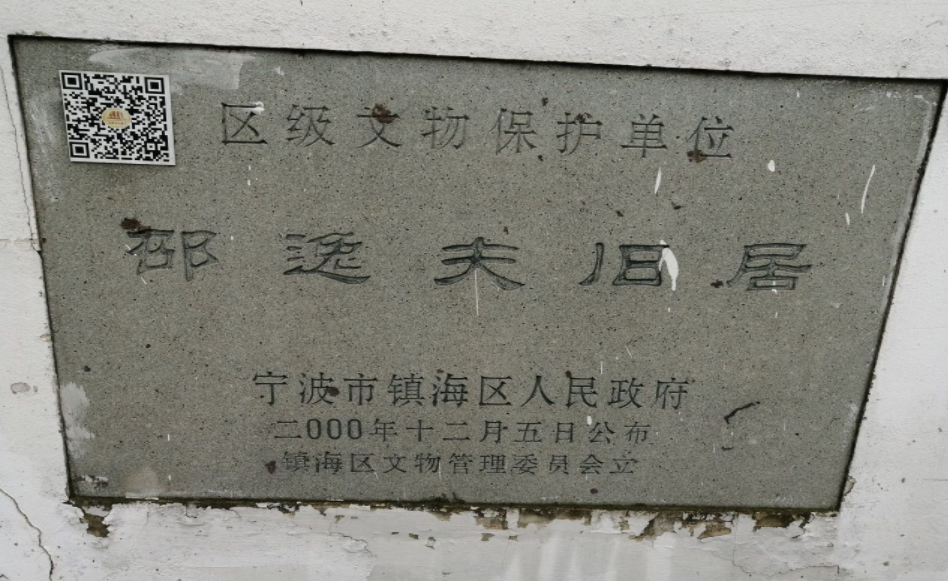 区级文物保护单位
邵逸夫旧居
宁波市镇海区人民政府
二000年十二月五日公布
镇海区文物管理委员会立